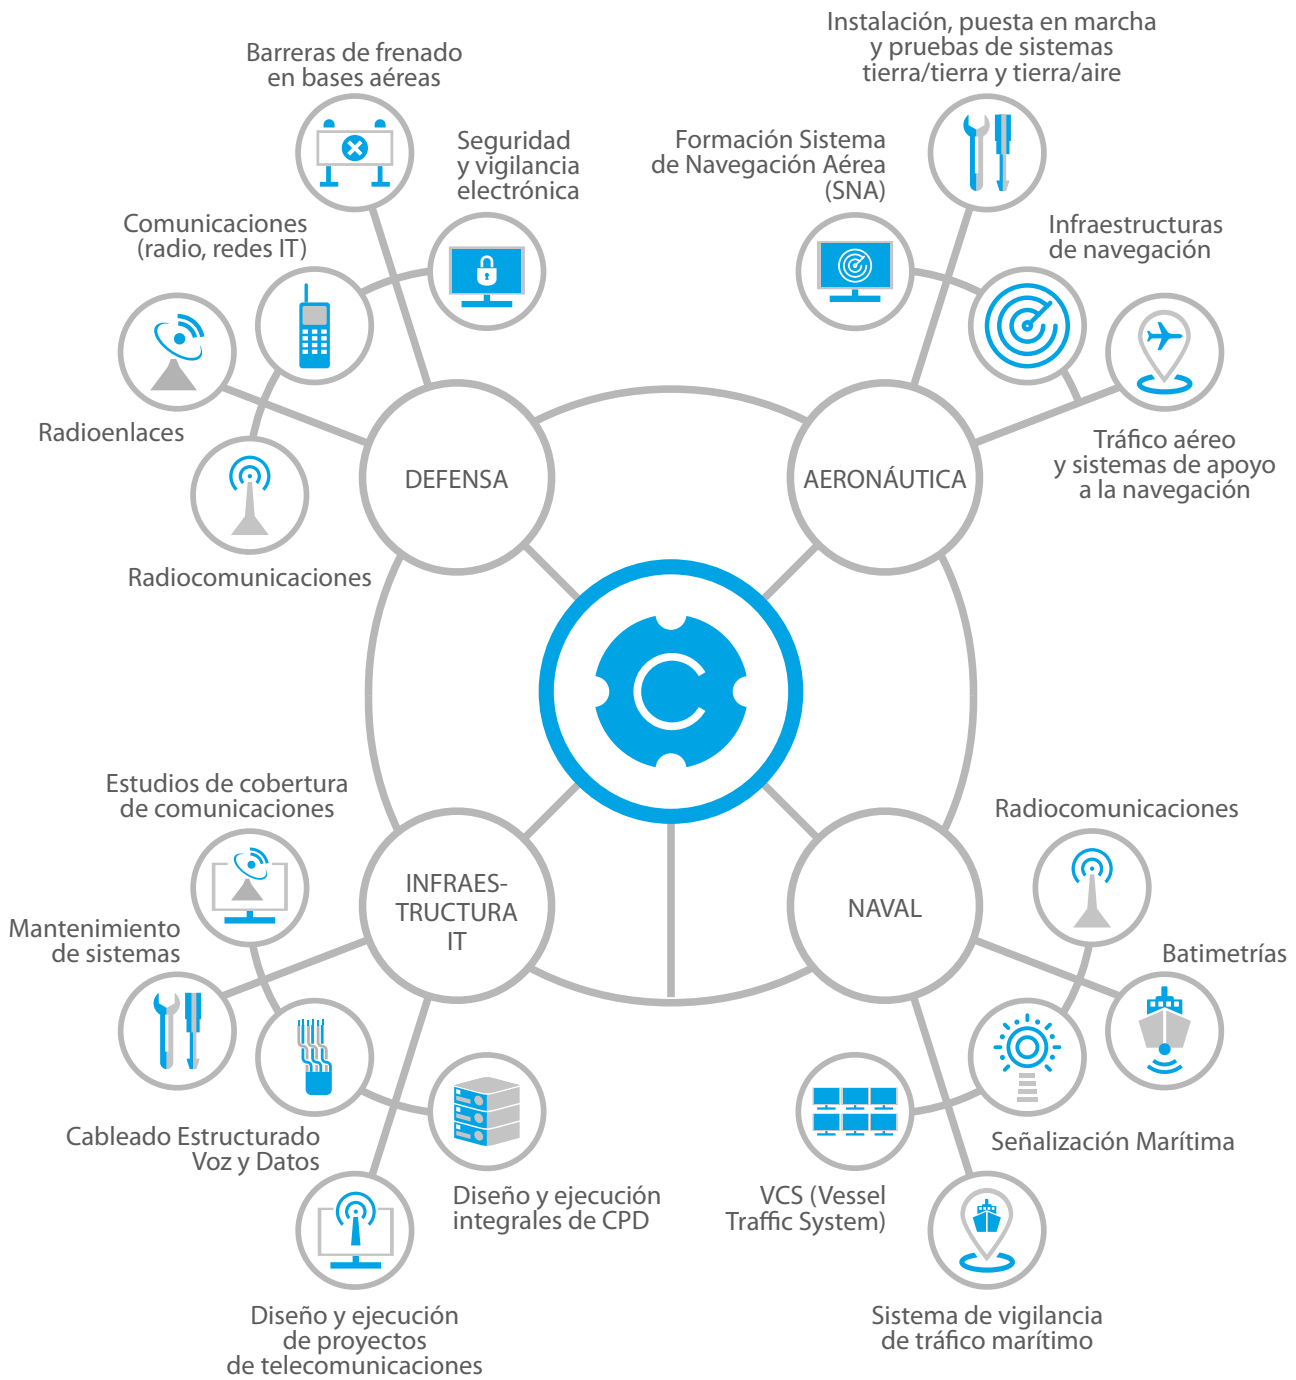 Barreras de frenado
en bases aéreas
Seguridad
y vigilancia
electrónica
Comunicaciones
(radio, redes IT)
Radioenlaces
Radiocomunicaciones
DEFENSA
Instalación, puesta en marcha
y pruebas de sistemas
tierra/tierra y tierra/aire
Formación Sistema
de Navegación Aérea
(SNA)
Infraestructuras
de navegación
Tráfico aéreo
y sistemas de apoyo
a la navegación
AERONÁUTICA
C
Estudios de cobertura
de comunicaciones
Mantenimiento
de sistemas
INFRAES-
TRUCTURA
IT
Cableado Estructurado
Voz y Datos
Diseño y ejecución
integrales de CPD
Diseño y ejecución
de proyectos
de telecomunicaciones
Radiocomunicaciones
NAVAL
Batimetrías
Señalización Marítima
VCS (Vessel
Traffic System)
Sistema de vigilancia
de tráfico marítimo